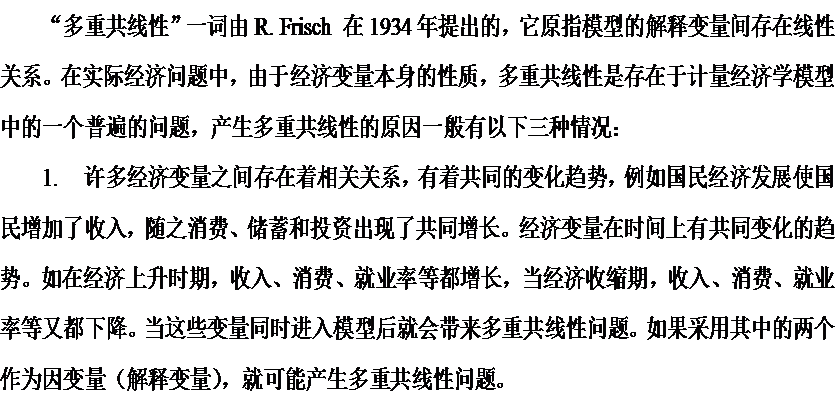 “多重共线性”一词由 R. Frisch 在 1934 年提出的，它原指模型的解释变量间存在线性
关系。在实际经济问题中，由于经济变量本身的性质，多重共线性是存在于计量经济学模型
中的一个普遍的问题，产生多重共线性的原因一般有以下三种情况：
1. 许多经济变量之间存在着相关关系，有着共同的变化趋势，例如国民经济发展使国
民增加了收入，随之消费、储蓄和投资出现了共同增长。经济变量在时间上有共同变化的趋
势。如在经济上升时期，收入、消费、就业率等都增长，当经济收缩期，收入、消费、就业
率等又都下降。当这些变量同时进入模型后就会带来多重共线性问题。如果采用其中的两个
作为因变量（解释变量），就可能产生多重共线性问题。